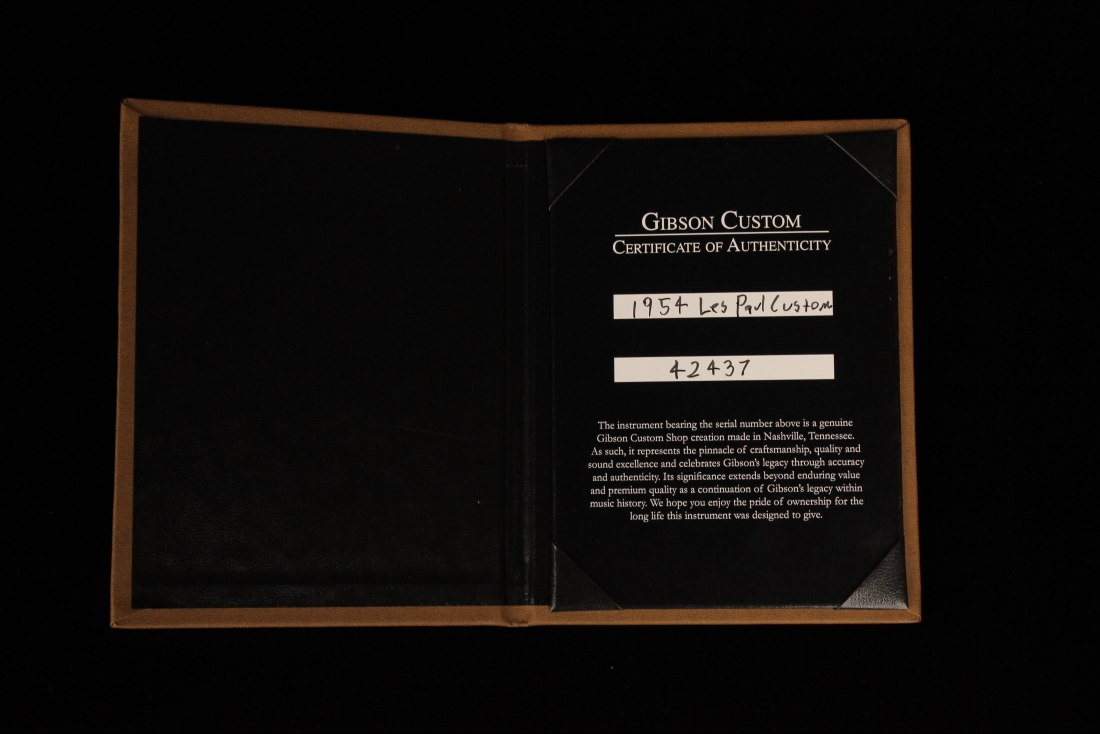 GIBSON CUSTOM
CERTIFICATE OF AUTHENTICITY
1954 Les Paul Custom
42437
The instrument bearing the serial number above is a genuine
Gibson Custom Shop creation made in Nashville, Tennessee.
As such, it represents the pinnacle of craftsmanship, quality and
sound excellence and celebrates Gibson's legacy through accuracy
and authenticity. Its significance extends beyond enduring value
and premium quality as a continuation of Gibson's legacy within
music history. We hope you enjoy the pride of ownership for the
long life this instrument was designed to give.